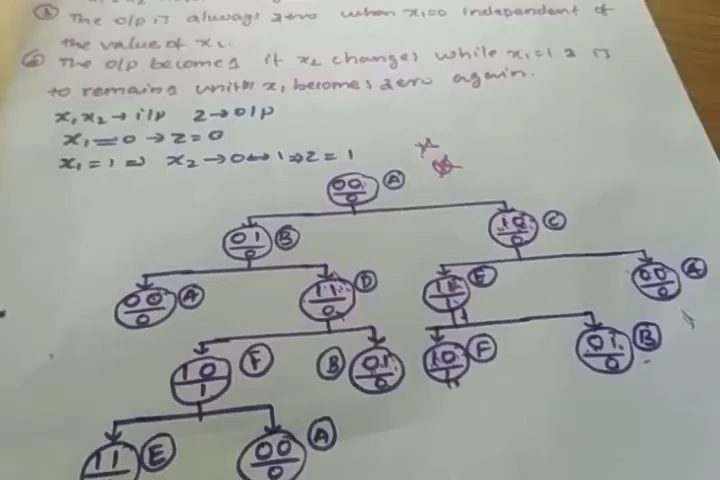 ③ The o/p is always zero when x₁=0 independent of
the value of x₂.
④ The o/p becomes 1 if x₂ changes while x₁=1 & is
to remains x₁ becomes zero again.
x₁ x₂ → i/p  Z → o/p
x₁ = 0 → Z = 0
x₁ = 1 ⇒ x₂ → 0 ↔ 1 ⇒ Z = 1
00/0 A
01/0 B 10/0 C
00/0 A 11/0 D 11/1 E 00/0 A
10/1 F B 01/0 10/1 F 01/0 B
11 E 00/0 A